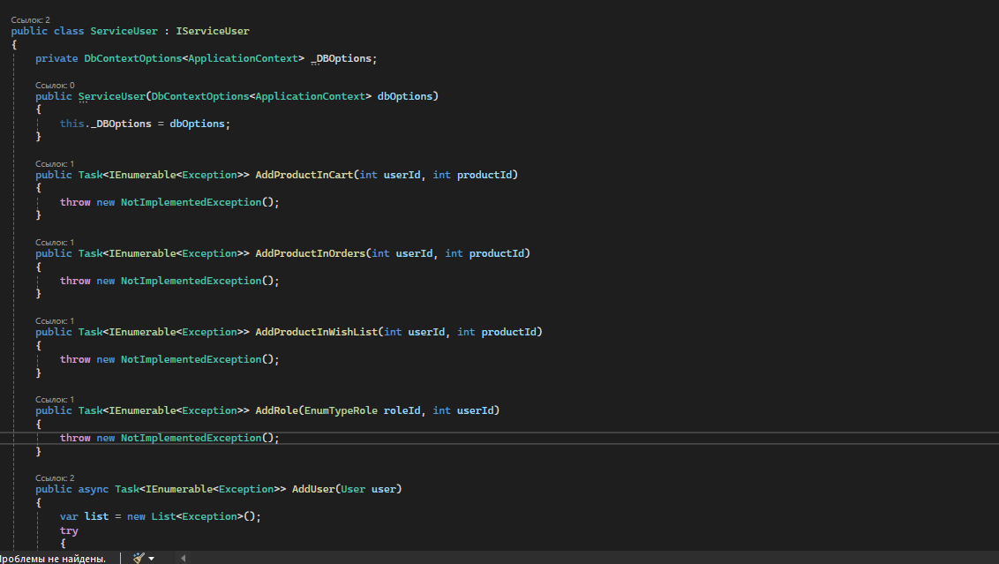 Ссылок: 2
public class ServiceUser : IServiceUser
{
private DbContextOptions<ApplicationContext> _DBOptions;
Ссылок: 0
public ServiceUser(DbContextOptions<ApplicationContext> dbOptions)
{
this._DBOptions = dbOptions;
}
Ссылок: 1
public Task<IEnumerable<Exception>> AddProductInCart(int userId, int productId)
{
throw new NotImplementedException();
}
Ссылок: 1
public Task<IEnumerable<Exception>> AddProductInOrders(int userId, int productId)
{
throw new NotImplementedException();
}
Ссылок: 1
public Task<IEnumerable<Exception>> AddProductInWishList(int userId, int productId)
{
throw new NotImplementedException();
}
Ссылок: 1
public Task<IEnumerable<Exception>> AddRole(EnumTypeRole roleId, int userId)
{
throw new NotImplementedException();
}
Ссылок: 2
public async Task<IEnumerable<Exception>> AddUser(User user)
{
var list = new List<Exception>();
try
{
Проблемы не найдены.